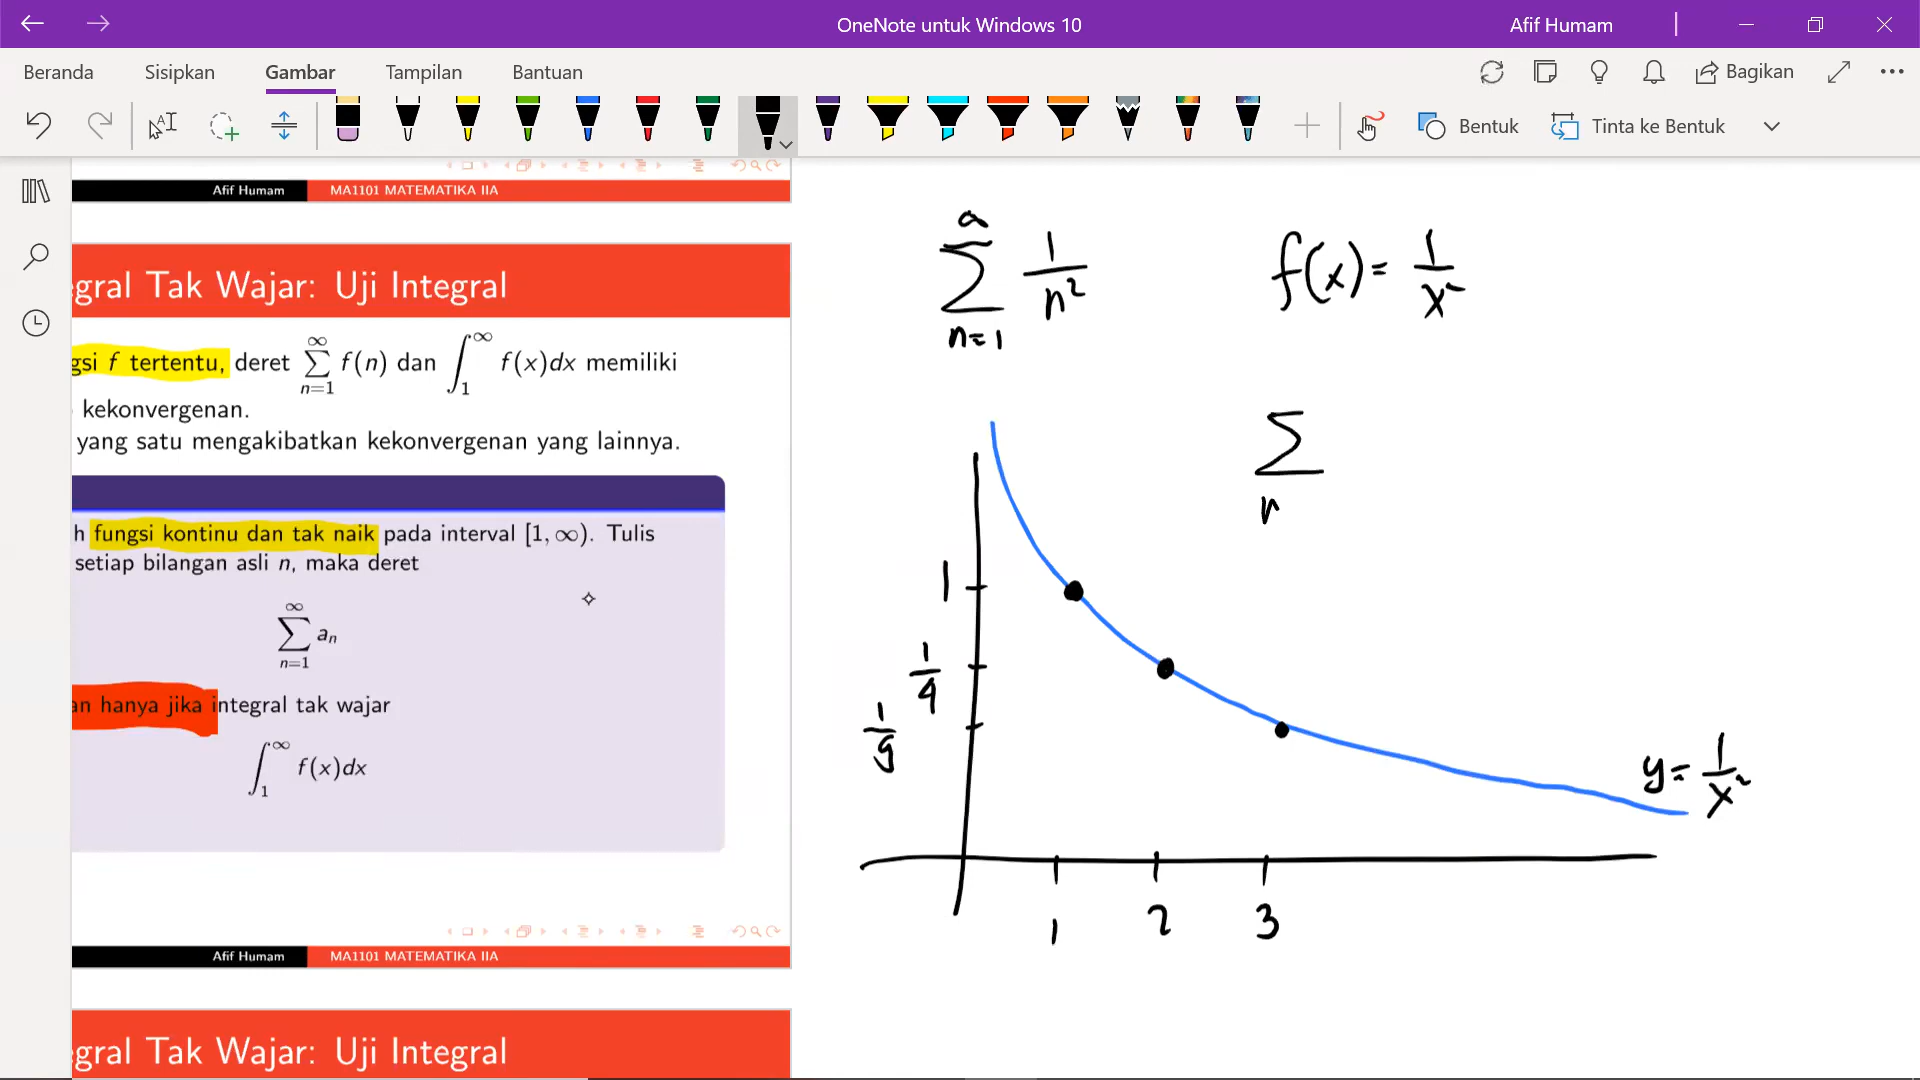 OneNote untuk Windows 10
Afif Humam
Beranda Sisipkan Gambar Tampilan Bantuan
Bagikan
Bentuk
Tinta ke Bentuk
Afif Humam MA1101 MATEMATIKA IIA
egral Tak Wajar: Uji Integral
gsi f tertentu, deret ∑_{n=1}^{∞} f(n) dan ∫_1^∞ f(x)dx memiliki
kekonvergenan.
yang satu mengakibatkan kekonvergenan yang lainnya.
h fungsi kontinu dan tak naik pada interval [1, ∞). Tulis
setiap bilangan asli n, maka deret
∑_{n=1}^{∞} a_n
an hanya jika integral tak wajar
∫_1^∞ f(x)dx
Afif Humam MA1101 MATEMATIKA IIA
egral Tak Wajar: Uji Integral
∑_{n=1}^{∞} 1/n²
f(x) = 1/x²
∑
n
1
1/4
1/9
y = 1/x²
1 2 3